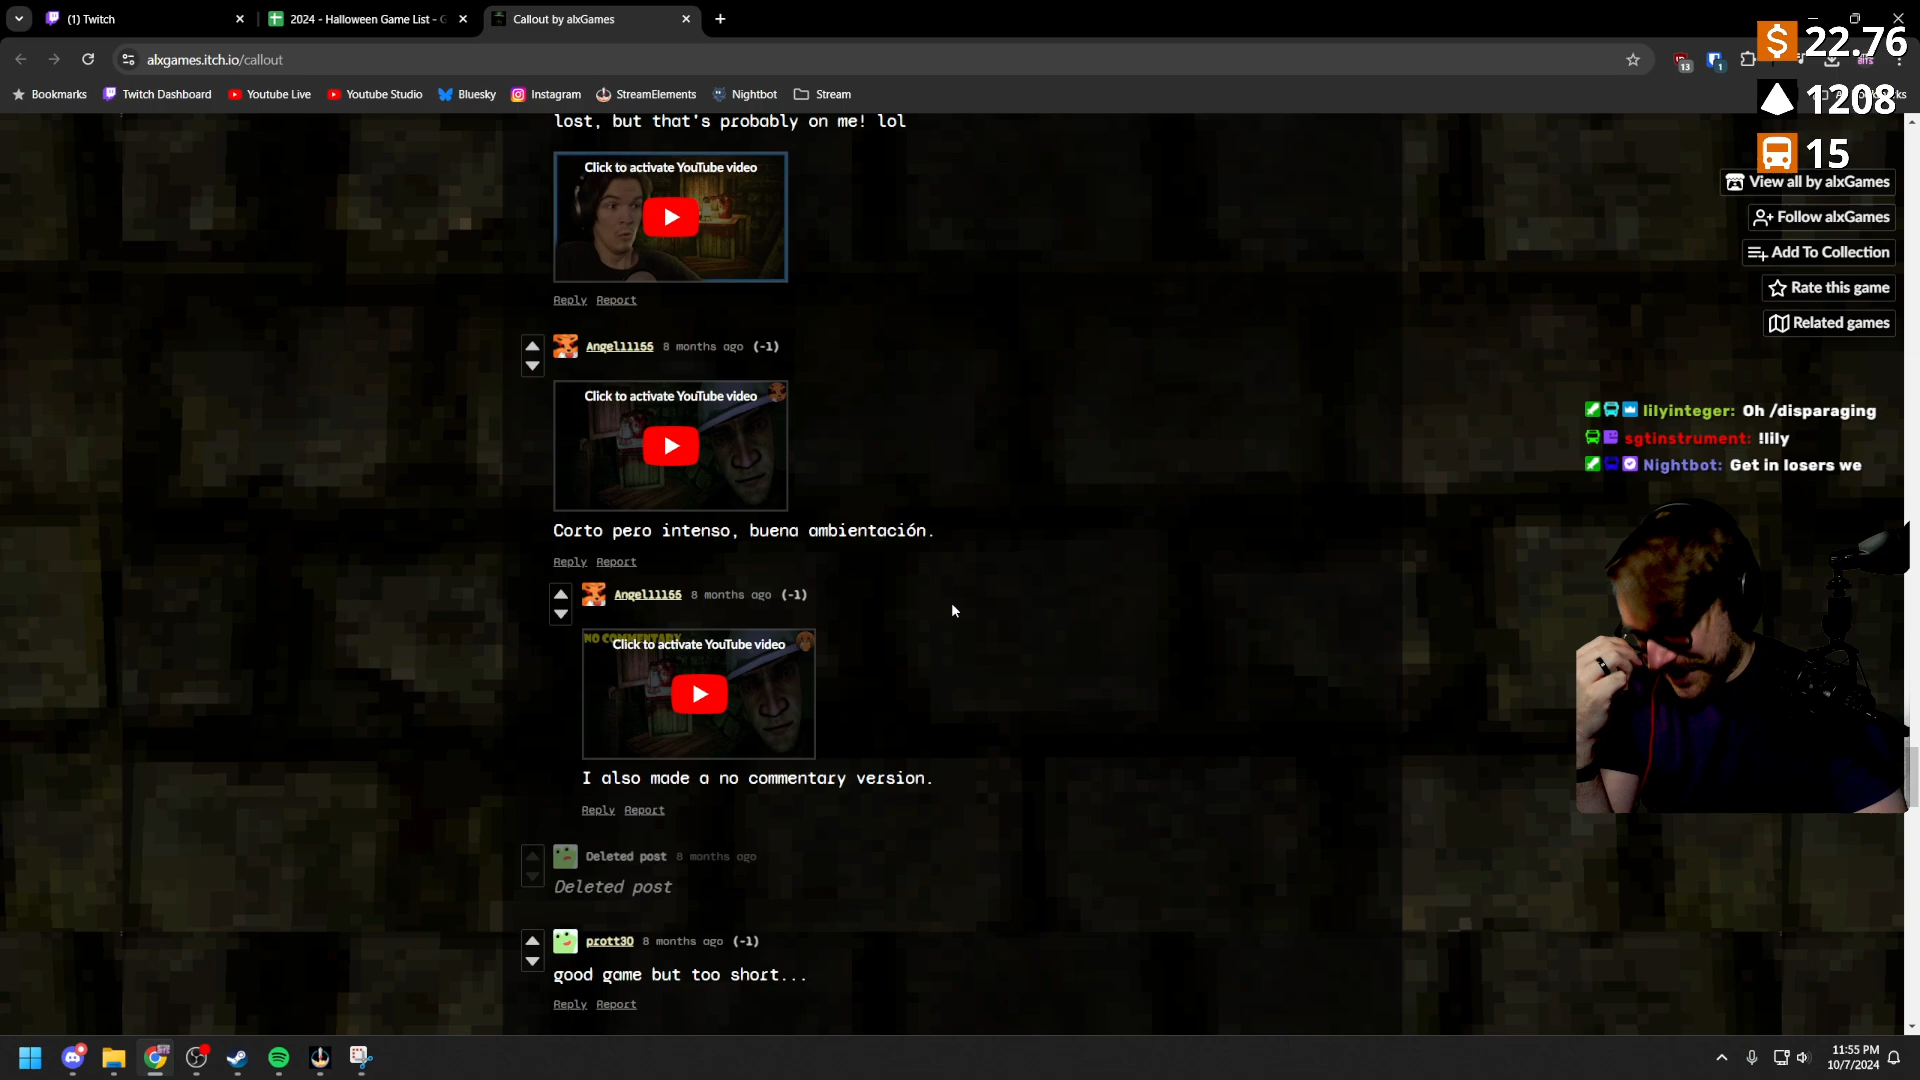 (1) Twitch
2024 - Halloween Game List - G
Callout by alxGames
22.76
alxgames.itch.io/callout
13
1
Bookmarks
Twitch Dashboard
Youtube Live
Youtube Studio
Bluesky
Instagram
StreamElements
Nightbot
Stream
1208
lost, but that's probably on me! lol
15
Click to activate YouTube video
View all by alxGames
Follow alxGames
Add To Collection
Rate this game
Related games
Reply Report
Angellll55 8 months ago (-1)
Click to activate YouTube video
lilyinteger: Oh /disparaging
sgtinstrument: !lily
Nightbot: Get in losers we
Corto pero intenso, buena ambientación.
Reply Report
Angellll55 8 months ago (-1)
NO COMMENTARY
Click to activate YouTube video
I also made a no commentary version.
Reply Report
Deleted post 8 months ago
Deleted post
prott30 8 months ago (-1)
good game but too short...
Reply Report
11:55 PM
10/7/2024